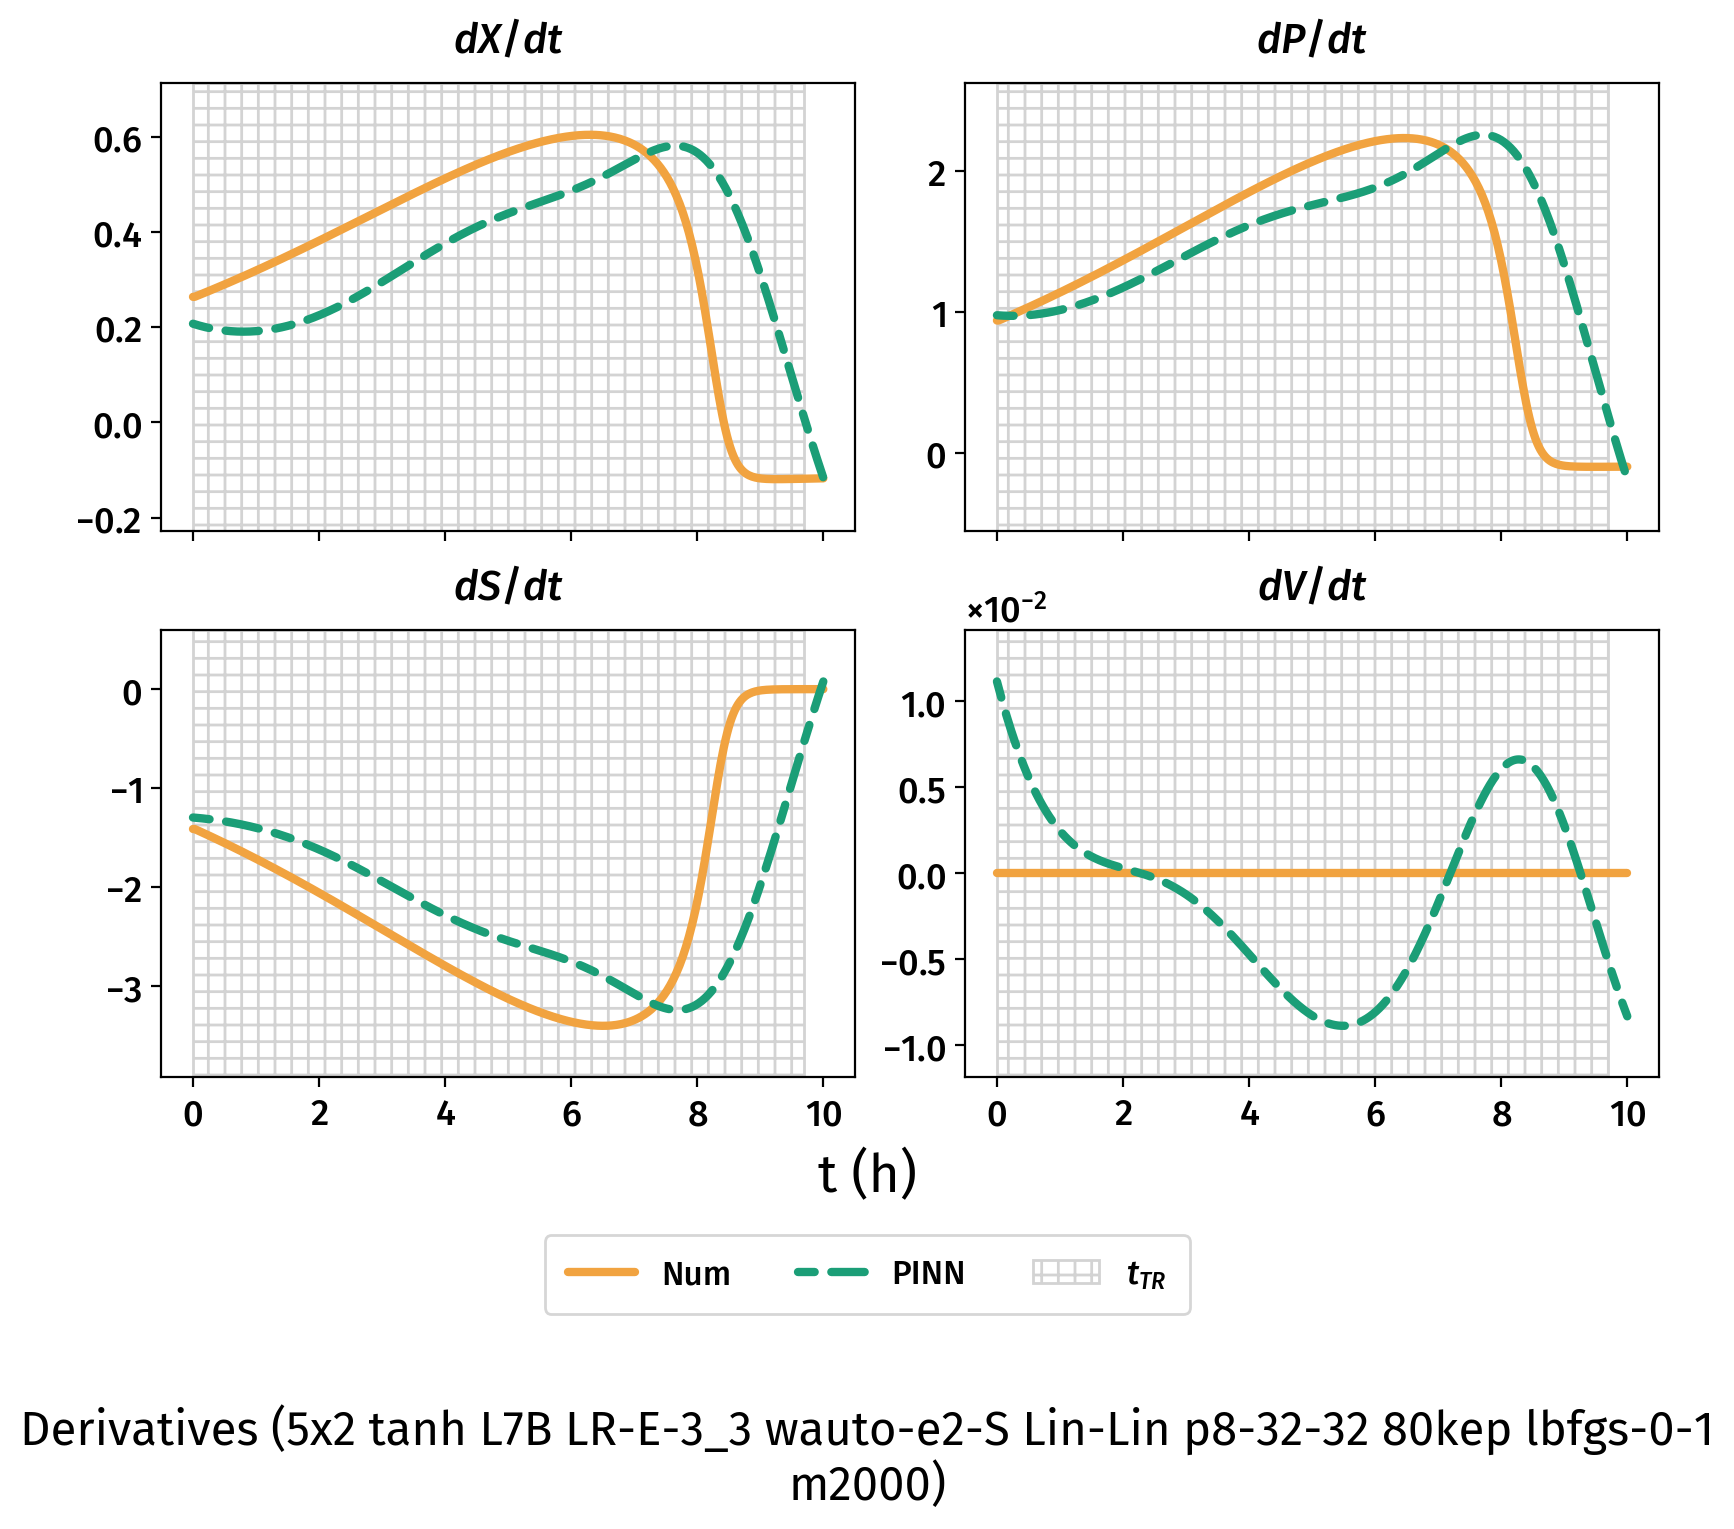 dX/dt
dP/dt
0.6
0.4
0.2
0.0
−0.2
2
1
0
dS/dt
dV/dt
×10⁻²
0
−1
−2
−3
1.0
0.5
0.0
−0.5
−1.0
0 2 4 6 8 10
0 2 4 6 8 10
t (h)
Num PINN t_TR
Derivatives (5x2 tanh L7B LR-E-3_3 wauto-e2-S Lin-Lin p8-32-32 80kep lbfgs-0-1
m2000)